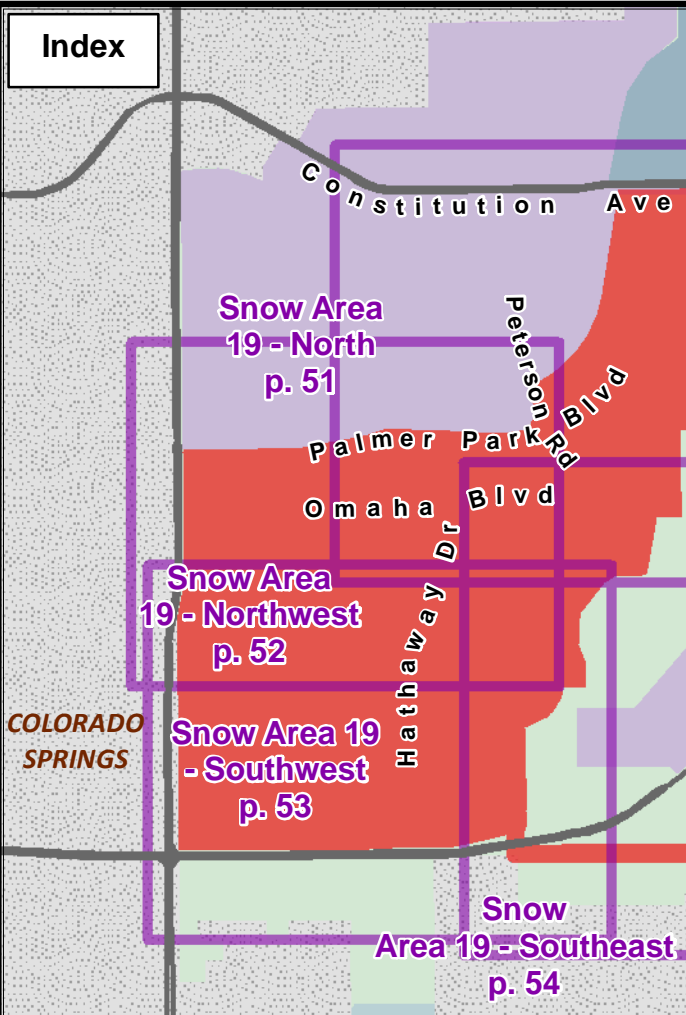 Index
Constitution Ave
Snow Area
19 - North
p. 51
Peterson Rd
Palmer Park Blvd
Omaha Blvd
Hathaway Dr
Snow Area
19 - Northwest
p. 52
COLORADO
SPRINGS
Snow Area 19
- Southwest
p. 53
Snow
Area 19 - Southeast
p. 54